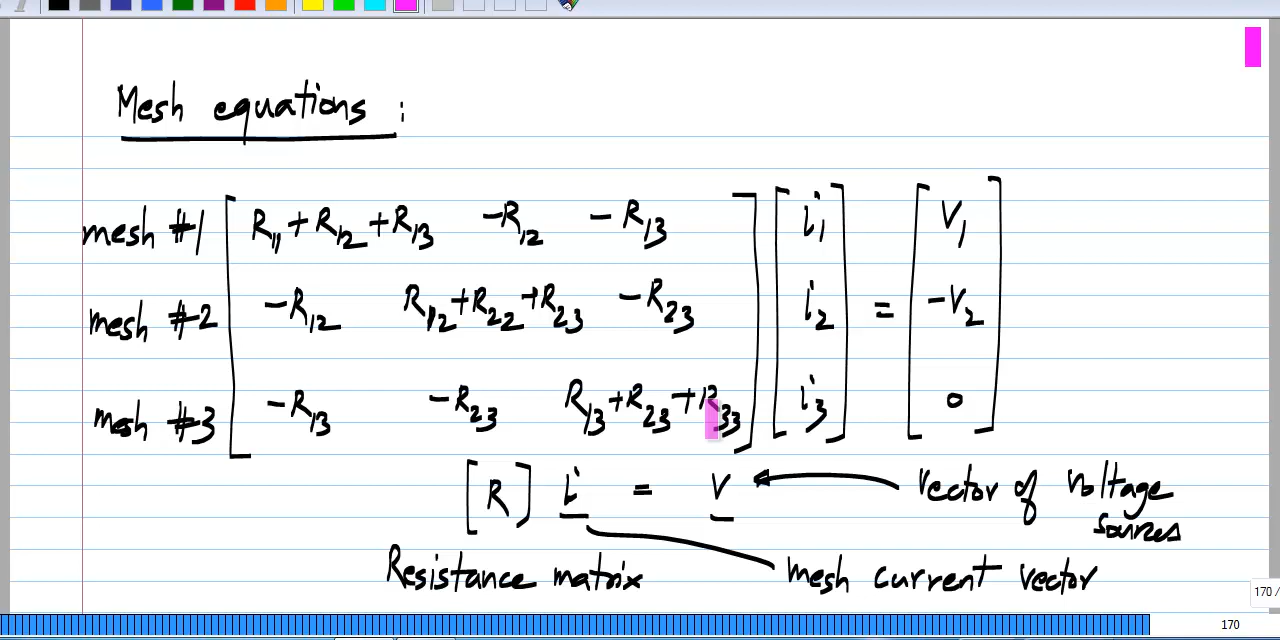 Mesh equations :
mesh #1 [ R11 + R12 + R13 -R12 -R13 ] [ i1 ] [ V1 ]
mesh #2 [ -R12 R12 + R22 + R23 -R23 ] [ i2 ] = [ -V2 ]
mesh #3 [ -R13 -R23 R13 + R23 + R33 ] [ i3 ] [ 0 ]
[R] i = V vector of voltage
sources
Resistance matrix mesh current vector
170 /
170